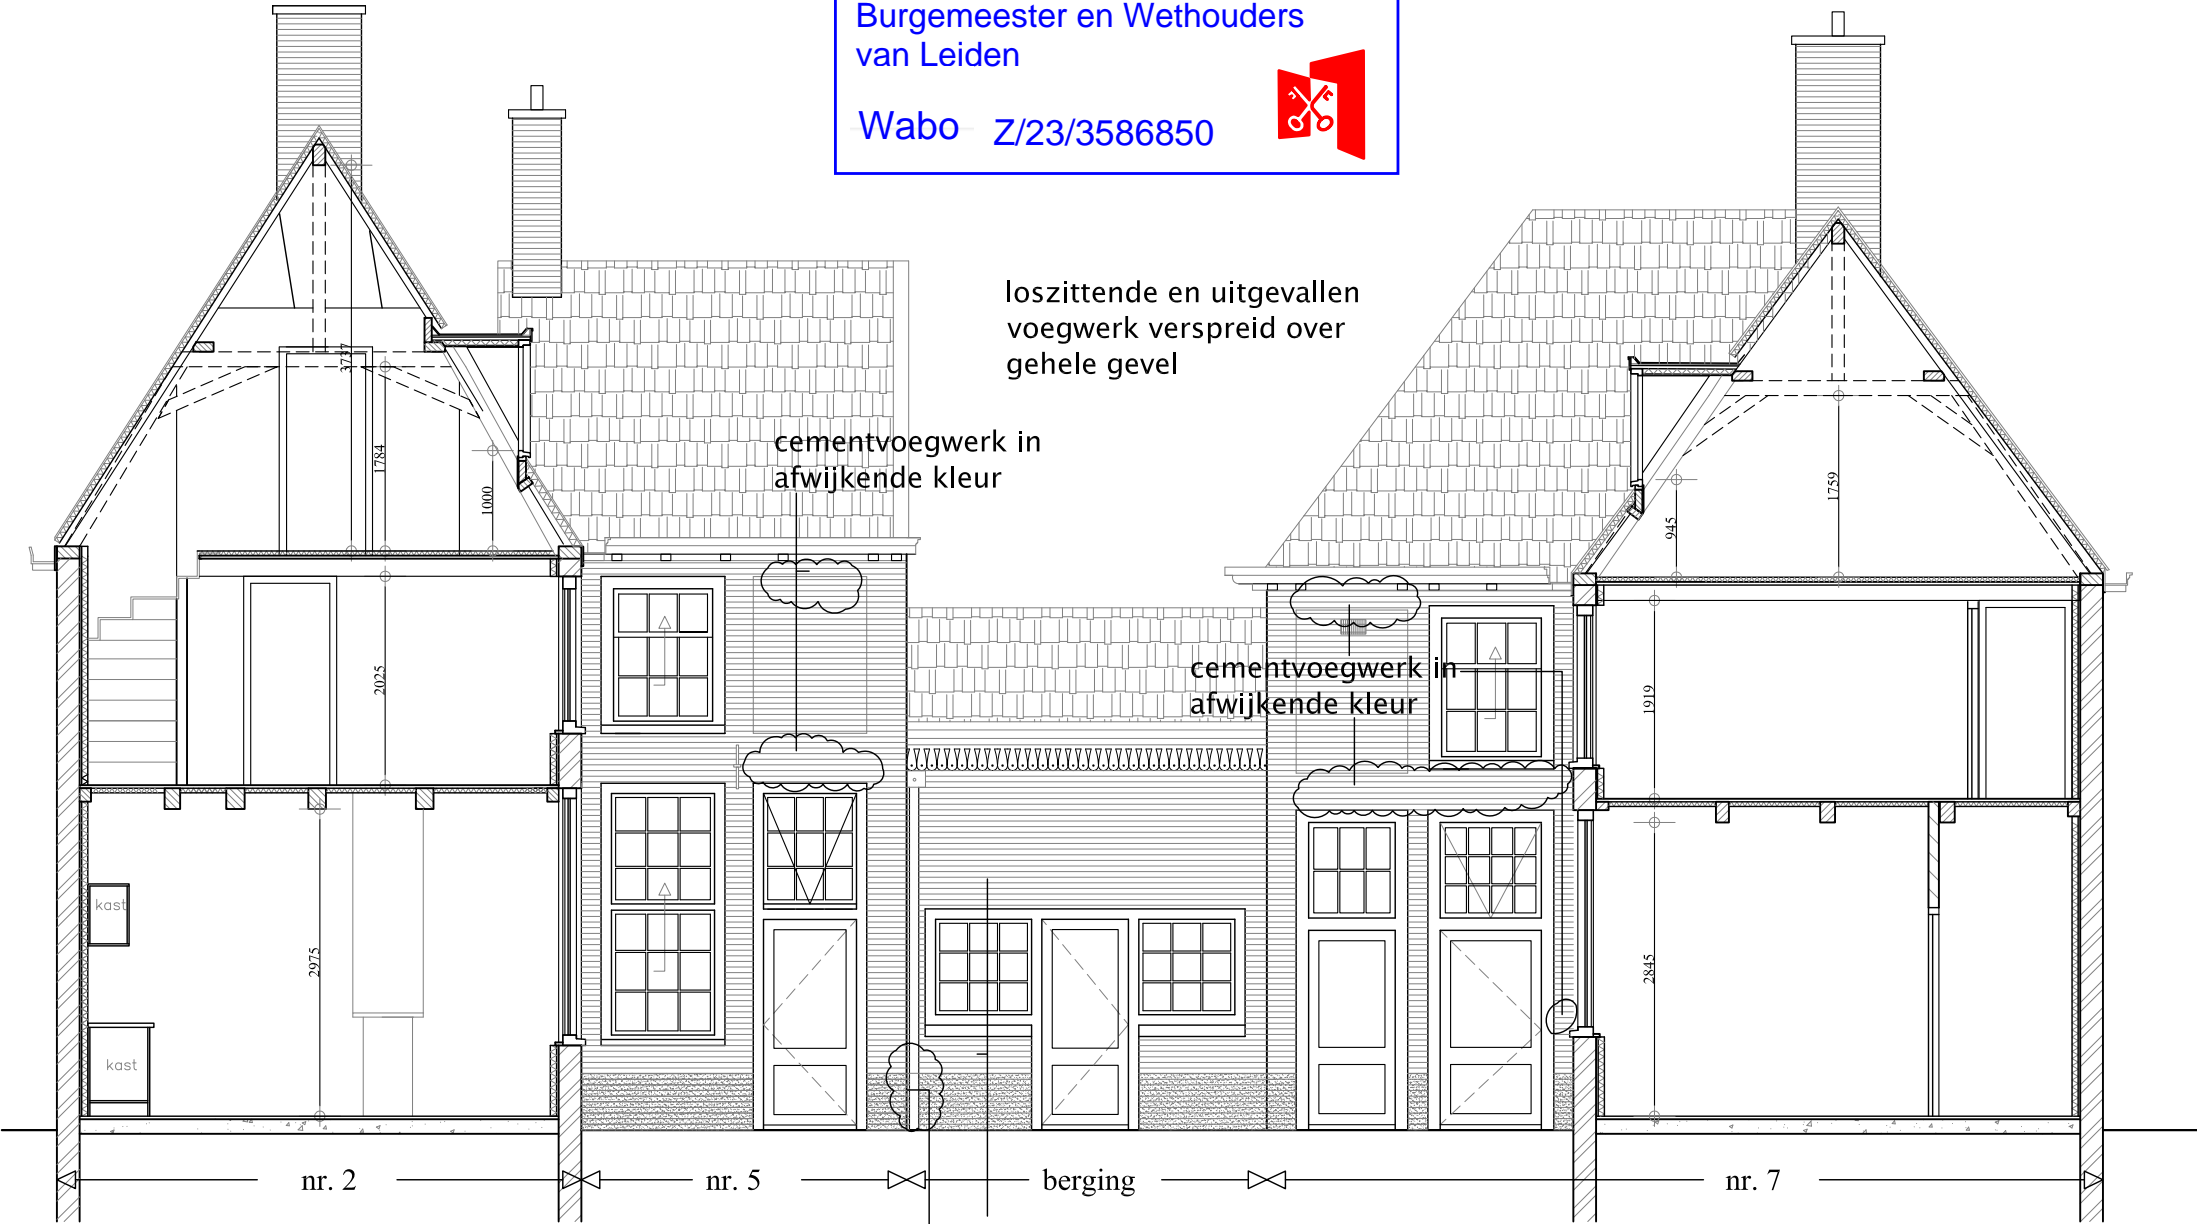 Burgemeester en Wethouders
van Leiden
Wabo Z/23/3586850
loszittende en uitgevallen
voegwerk verspreid over
gehele gevel
cementvoegwerk in
afwijkende kleur
3737
1784
1000
2025
2975
kast
kast
cementvoegwerk in
afwijkende kleur
945
1759
1919
2845
nr. 2
nr. 5
berging
nr. 7